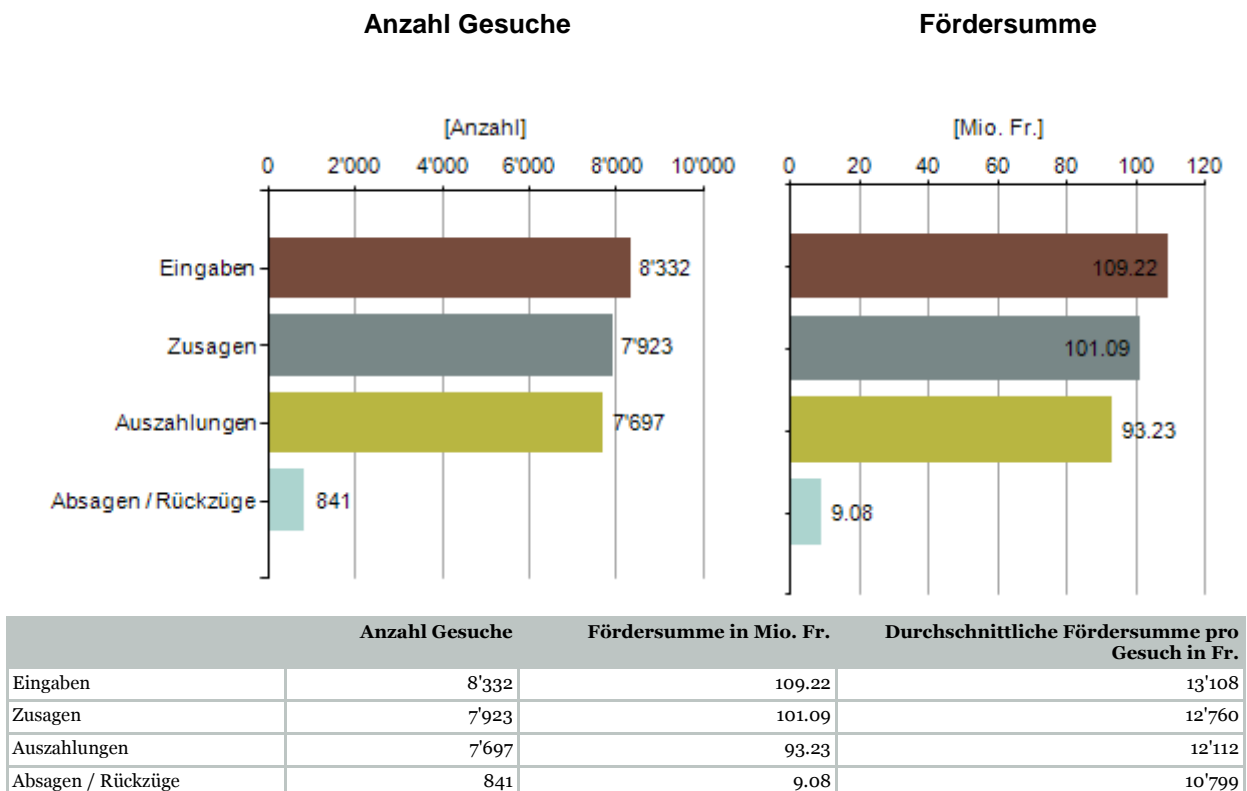 Anzahl Gesuche Fördersumme
[Anzahl] [Mio. Fr.]
0 2'000 4'000 6'000 8'000 10'000 0 20 40 60 80 100 120
Eingaben 8'332 109.22
Zusagen 7'923 101.09
Auszahlungen 7'697 93.23
Absagen / Rückzüge 841 9.08
Anzahl Gesuche Fördersumme in Mio. Fr. Durchschnittliche Fördersumme pro
Gesuch in Fr.
Eingaben 8'332 109.22 13'108
Zusagen 7'923 101.09 12'760
Auszahlungen 7'697 93.23 12'112
Absagen / Rückzüge 841 9.08 10'799